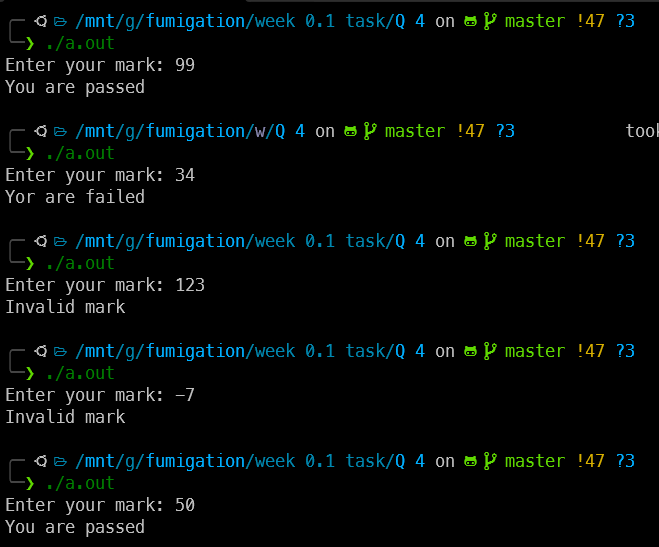 /mnt/g/fumigation/week 0.1 task/Q 4 on master !47 ?3
❯ ./a.out
Enter your mark: 99
You are passed
/mnt/g/fumigation/w/Q 4 on master !47 ?3 took
❯ ./a.out
Enter your mark: 34
Yor are failed
/mnt/g/fumigation/week 0.1 task/Q 4 on master !47 ?3
❯ ./a.out
Enter your mark: 123
Invalid mark
/mnt/g/fumigation/week 0.1 task/Q 4 on master !47 ?3
❯ ./a.out
Enter your mark: -7
Invalid mark
/mnt/g/fumigation/week 0.1 task/Q 4 on master !47 ?3
❯ ./a.out
Enter your mark: 50
You are passed